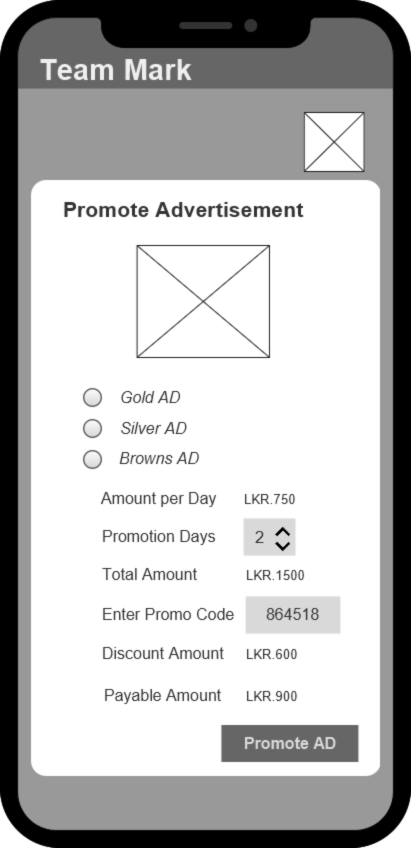 Team Mark
Promote Advertisement
Gold AD
Silver AD
Browns AD
Amount per Day LKR.750
Promotion Days 2
Total Amount LKR.1500
Enter Promo Code 864518
Discount Amount LKR.600
Payable Amount LKR.900
Promote AD